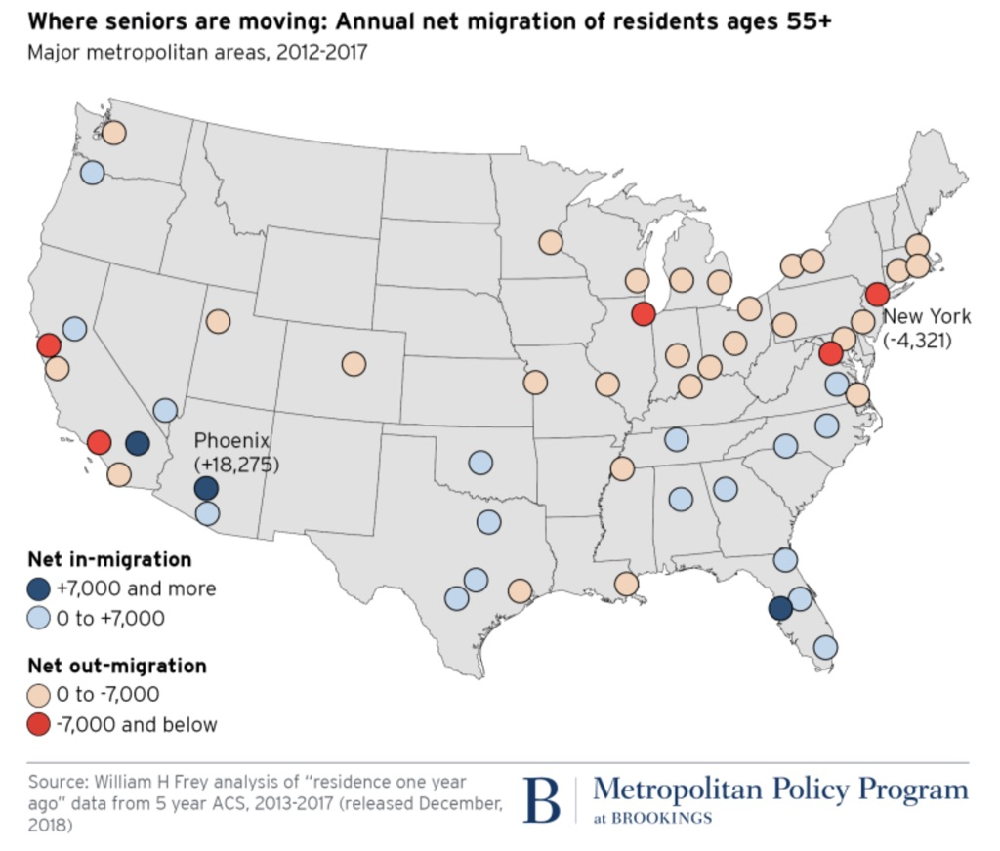 Where seniors are moving: Annual net migration of residents ages 55+
Major metropolitan areas, 2012-2017
New York
(-4,321)
Phoenix
(+18,275)
Net in-migration
+7,000 and more
0 to +7,000
Net out-migration
0 to -7,000
-7,000 and below
Source: William H Frey analysis of “residence one year
ago” data from 5 year ACS, 2013-2017 (released December,
2018)
B
Metropolitan Policy Program
at BROOKINGS